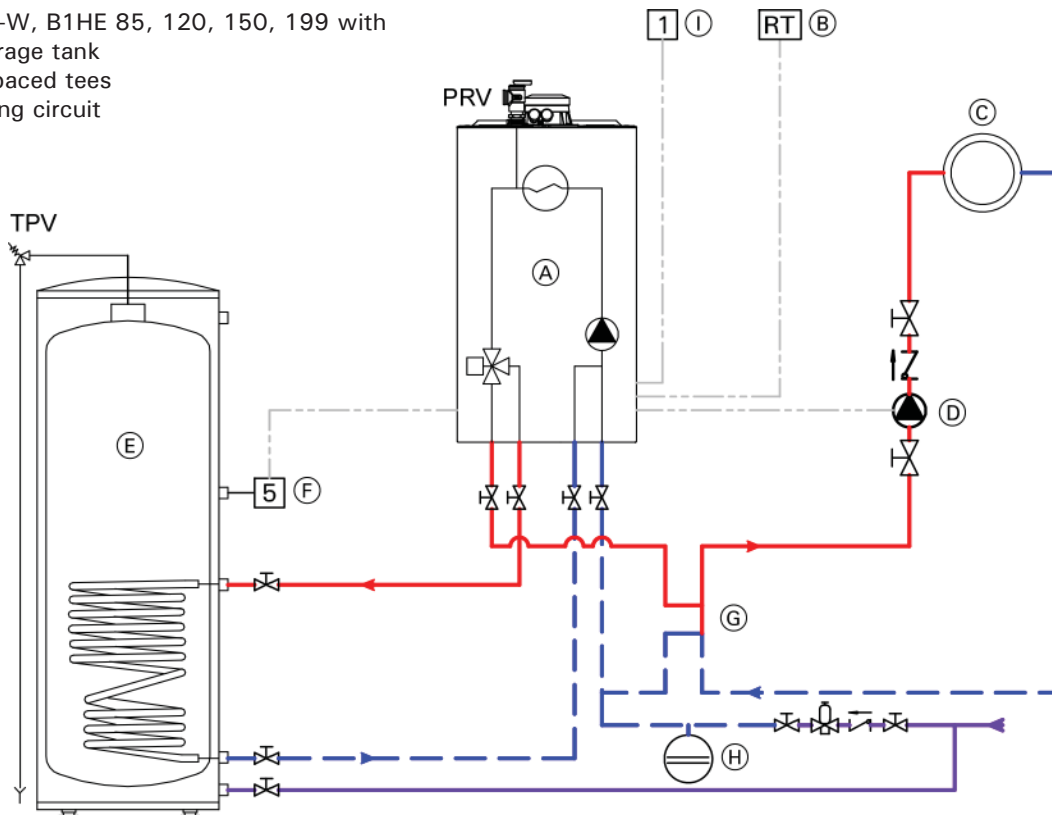 -W, B1HE 85, 120, 150, 199 with
rage tank
paced tees
ng circuit
1 I
RT B
PRV
C
TPV
A
D
E
5 F
G
H